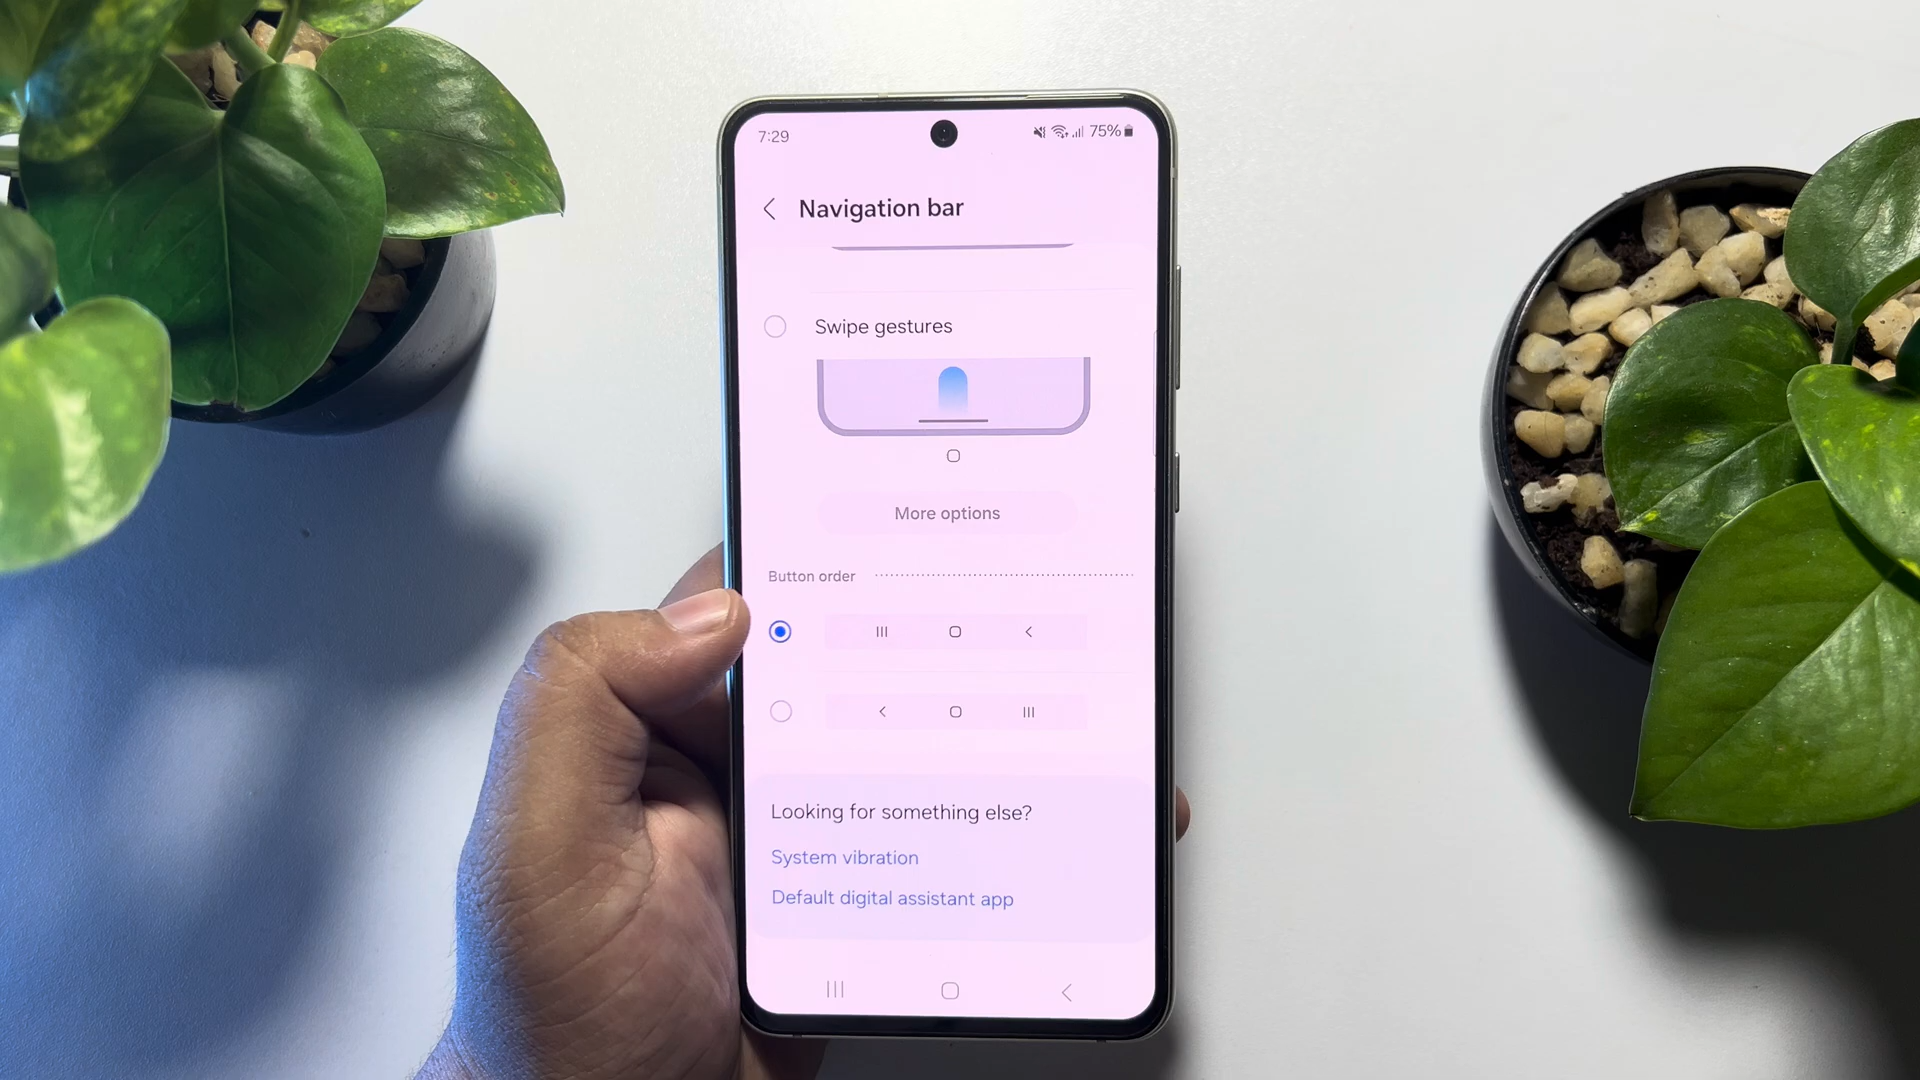 7:29
75%
Navigation bar
Swipe gestures
More options
Button order
Looking for something else?
System vibration
Default digital assistant app